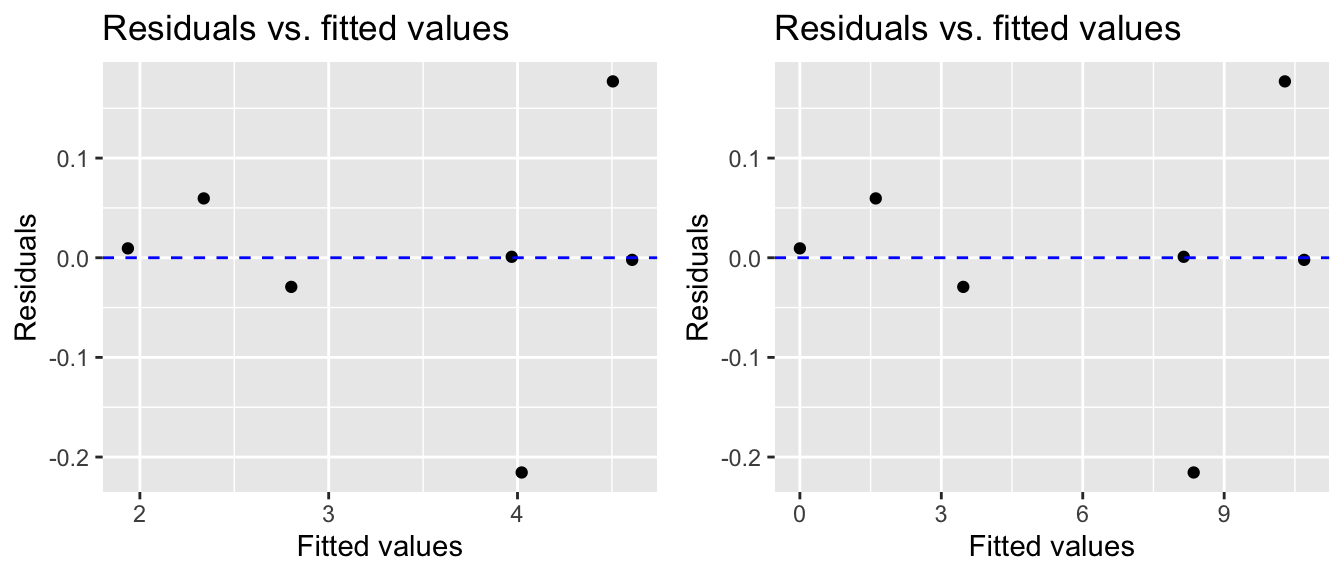 Residuals vs. fitted values
Residuals
0.1
0.0
-0.1
-0.2
2 3 4
Fitted values
Residuals vs. fitted values
Residuals
0.1
0.0
-0.1
-0.2
0 3 6 9
Fitted values